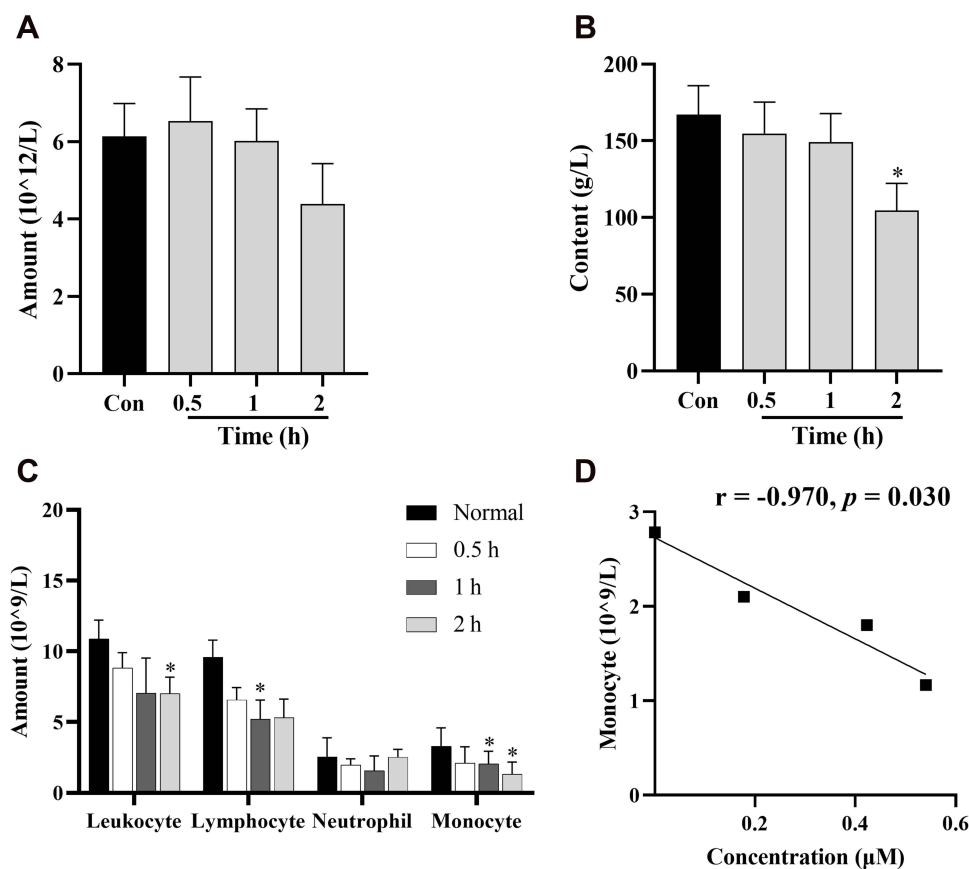 A
Amount (10^12/L)
8
6
4
2
0
Con 0.5 1 2
Time (h)
B
Content (g/L)
200
150
100
50
0
*
Con 0.5 1 2
Time (h)
C
Amount (10^9/L)
20
15
10
5
0
Normal
0.5 h
1 h
2 h
* * * *
Leukocyte Lymphocyte Neutrophil Monocyte
D
r = -0.970, p = 0.030
Monocyte (10^9/L)
3
2
1
0
0.2 0.4 0.6
Concentration (μM)